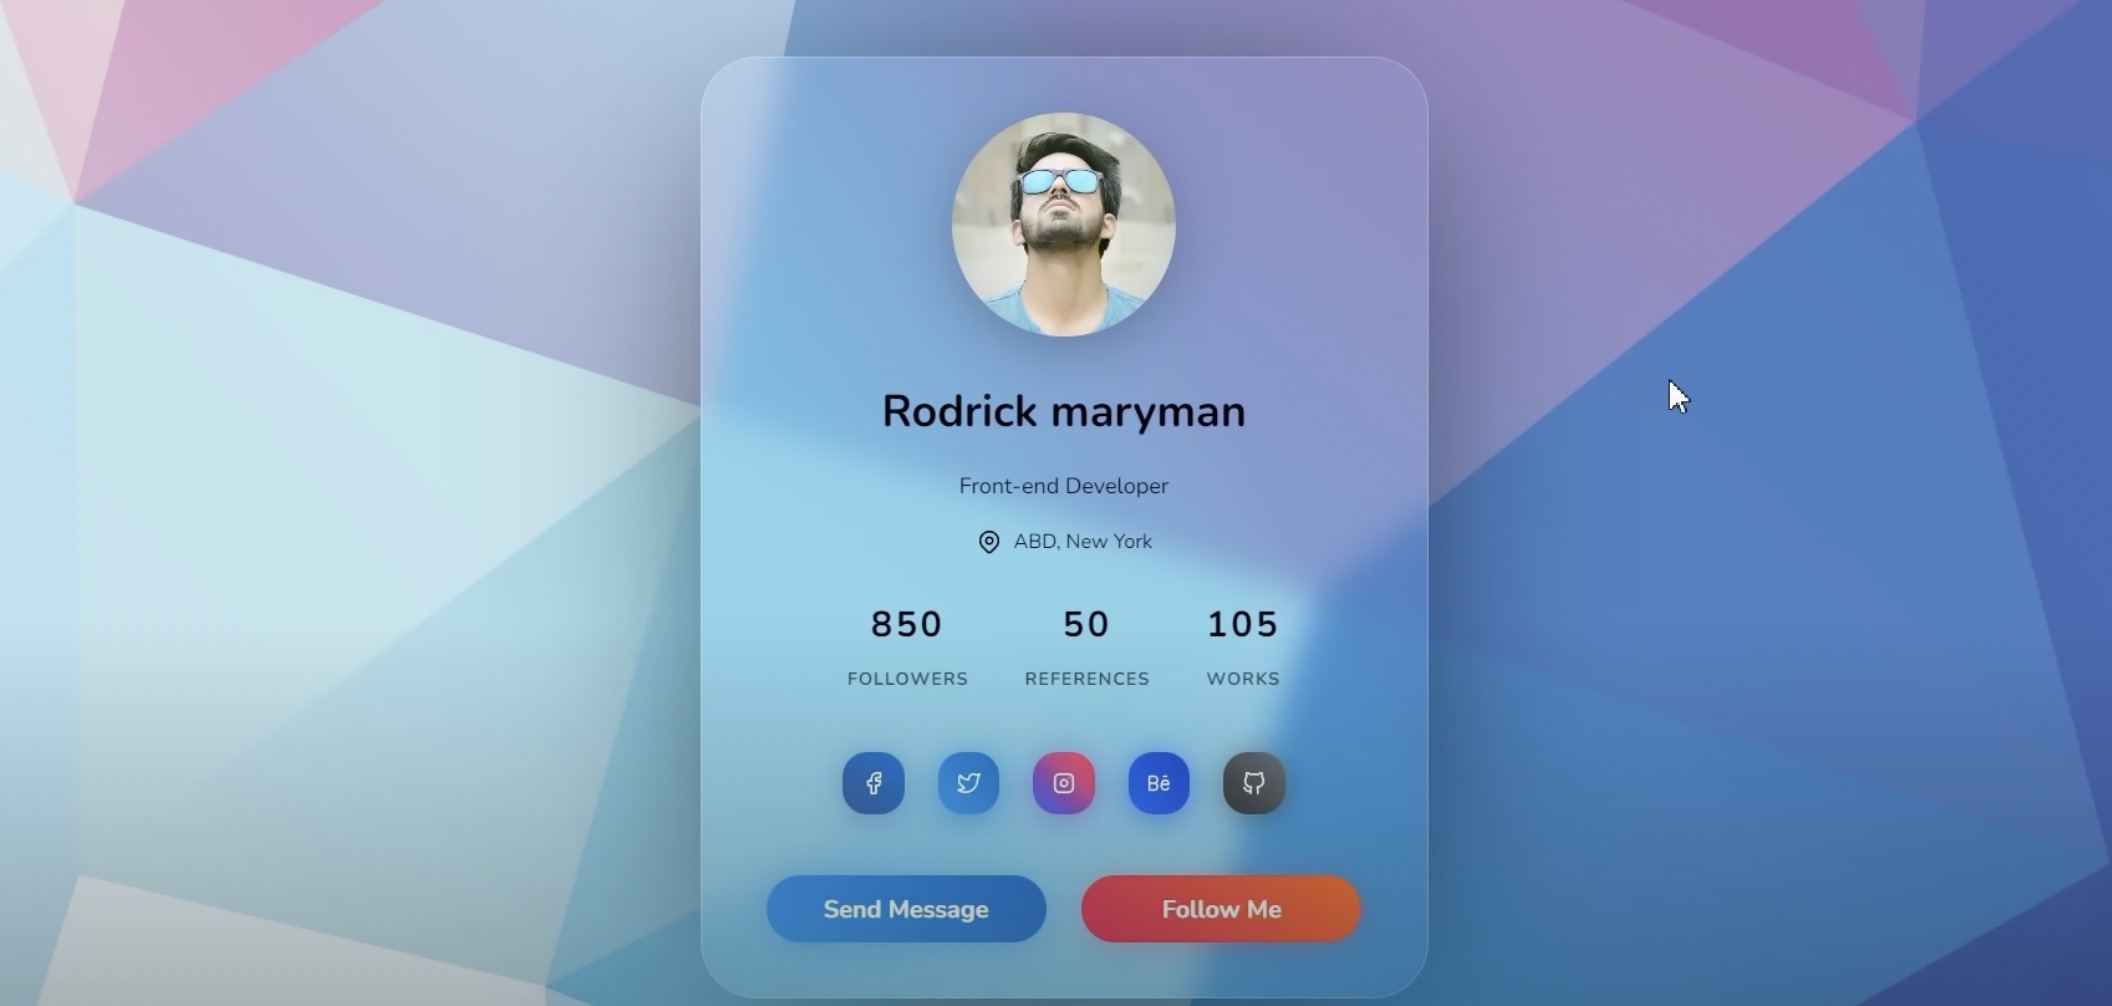 Rodrick maryman
Front-end Developer
ABD, New York
850 50 105
FOLLOWERS REFERENCES WORKS
Bē
Send Message Follow Me